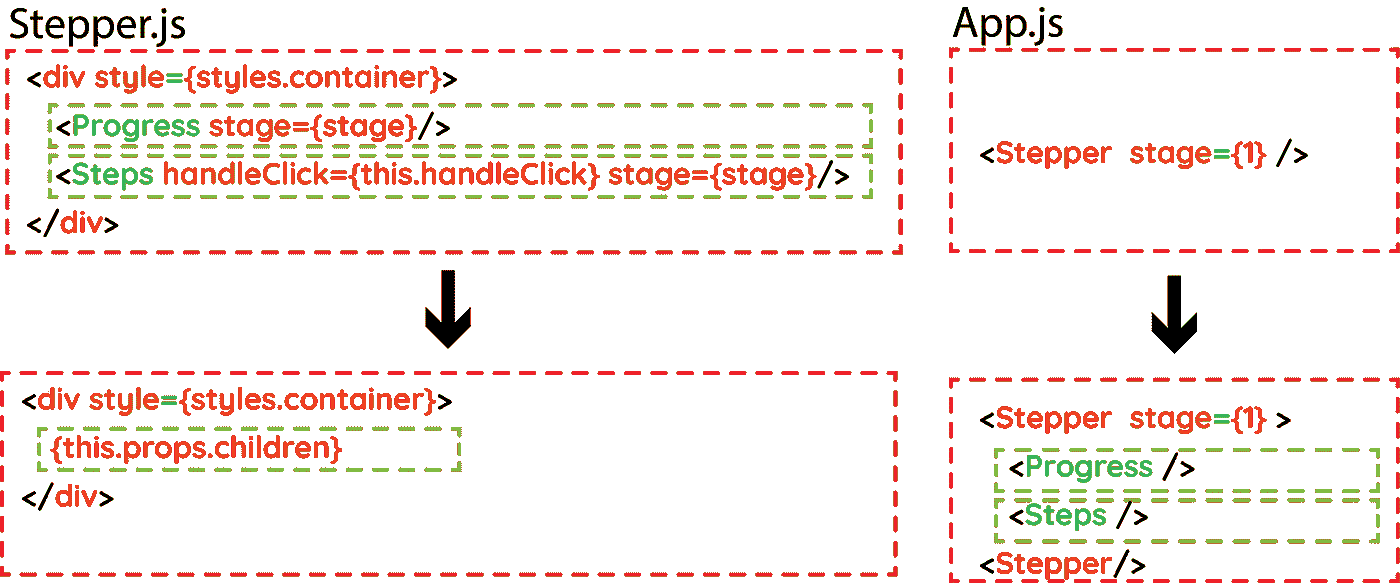 Stepper.js
<div style={styles.container}>
<Progress stage={stage}/>
<Steps handleClick={this.handleClick} stage={stage}/>
</div>
<div style={styles.container}>
{this.props.children}
</div>
App.js
<Stepper stage={1} />
<Stepper stage={1} >
<Progress />
<Steps />
<Stepper/>